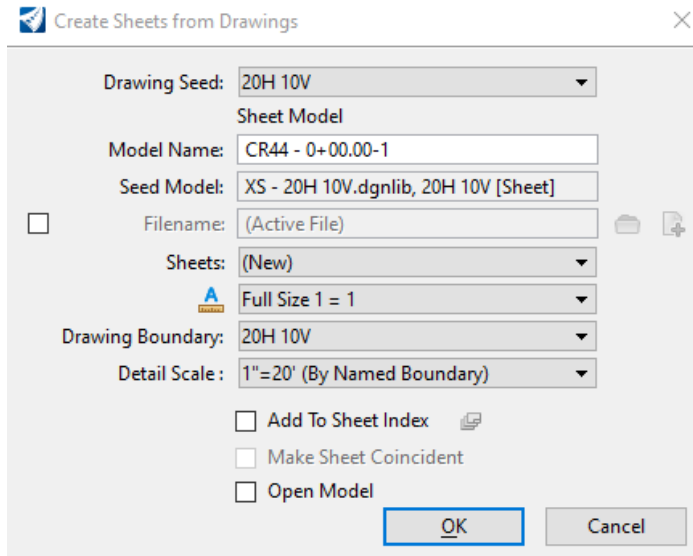 Create Sheets from Drawings
Drawing Seed: 20H 10V
Sheet Model
Model Name: CR44 - 0+00.00-1
Seed Model: XS - 20H 10V.dgnlib, 20H 10V [Sheet]
Filename: (Active File)
Sheets: (New)
A Full Size 1 = 1
Drawing Boundary: 20H 10V
Detail Scale : 1"=20' (By Named Boundary)
Add To Sheet Index
Make Sheet Coincident
Open Model
OK Cancel